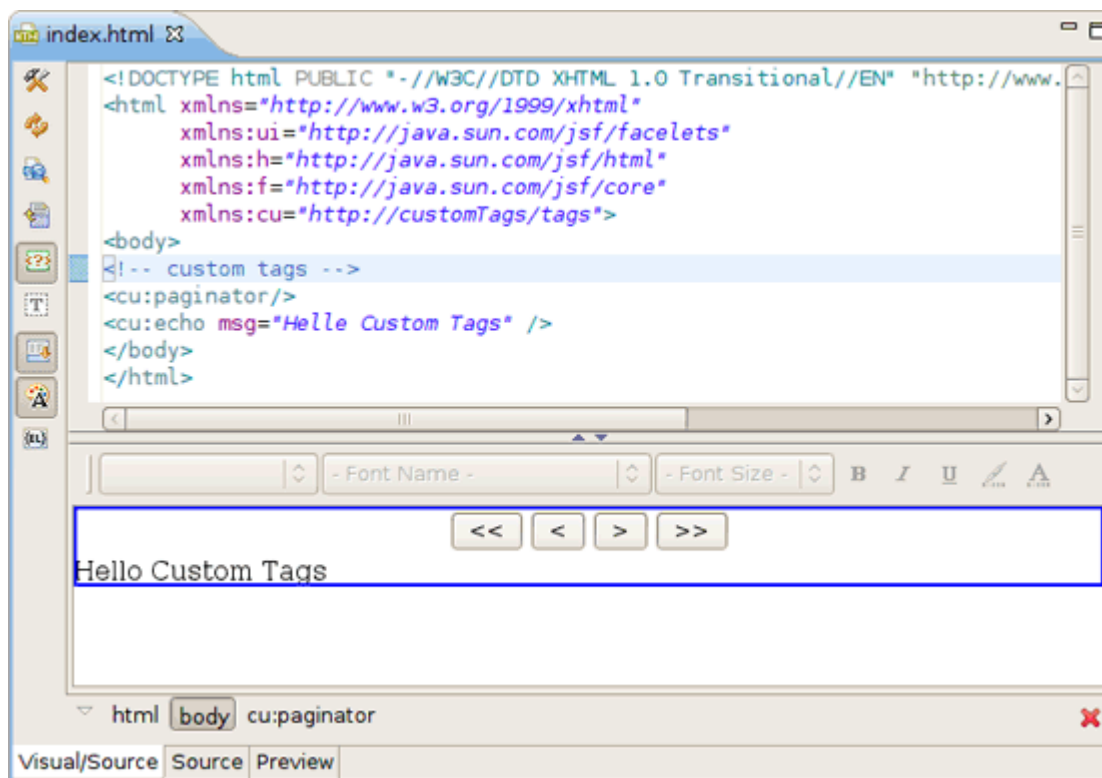 index.html
<!DOCTYPE html PUBLIC "-//W3C//DTD XHTML 1.0 Transitional//EN" "http://www.
<html xmlns="http://www.w3.org/1999/xhtml"
xmlns:ui="http://java.sun.com/jsf/facelets"
xmlns:h="http://java.sun.com/jsf/html"
xmlns:f="http://java.sun.com/jsf/core"
xmlns:cu="http://customTags/tags">
<body>
<!-- custom tags -->
<cu:paginator/>
<cu:echo msg="Helle Custom Tags" />
</body>
</html>
- Font Name - - Font Size - B I U A
<< < > >>
Hello Custom Tags
html body cu:paginator
Visual/Source Source Preview